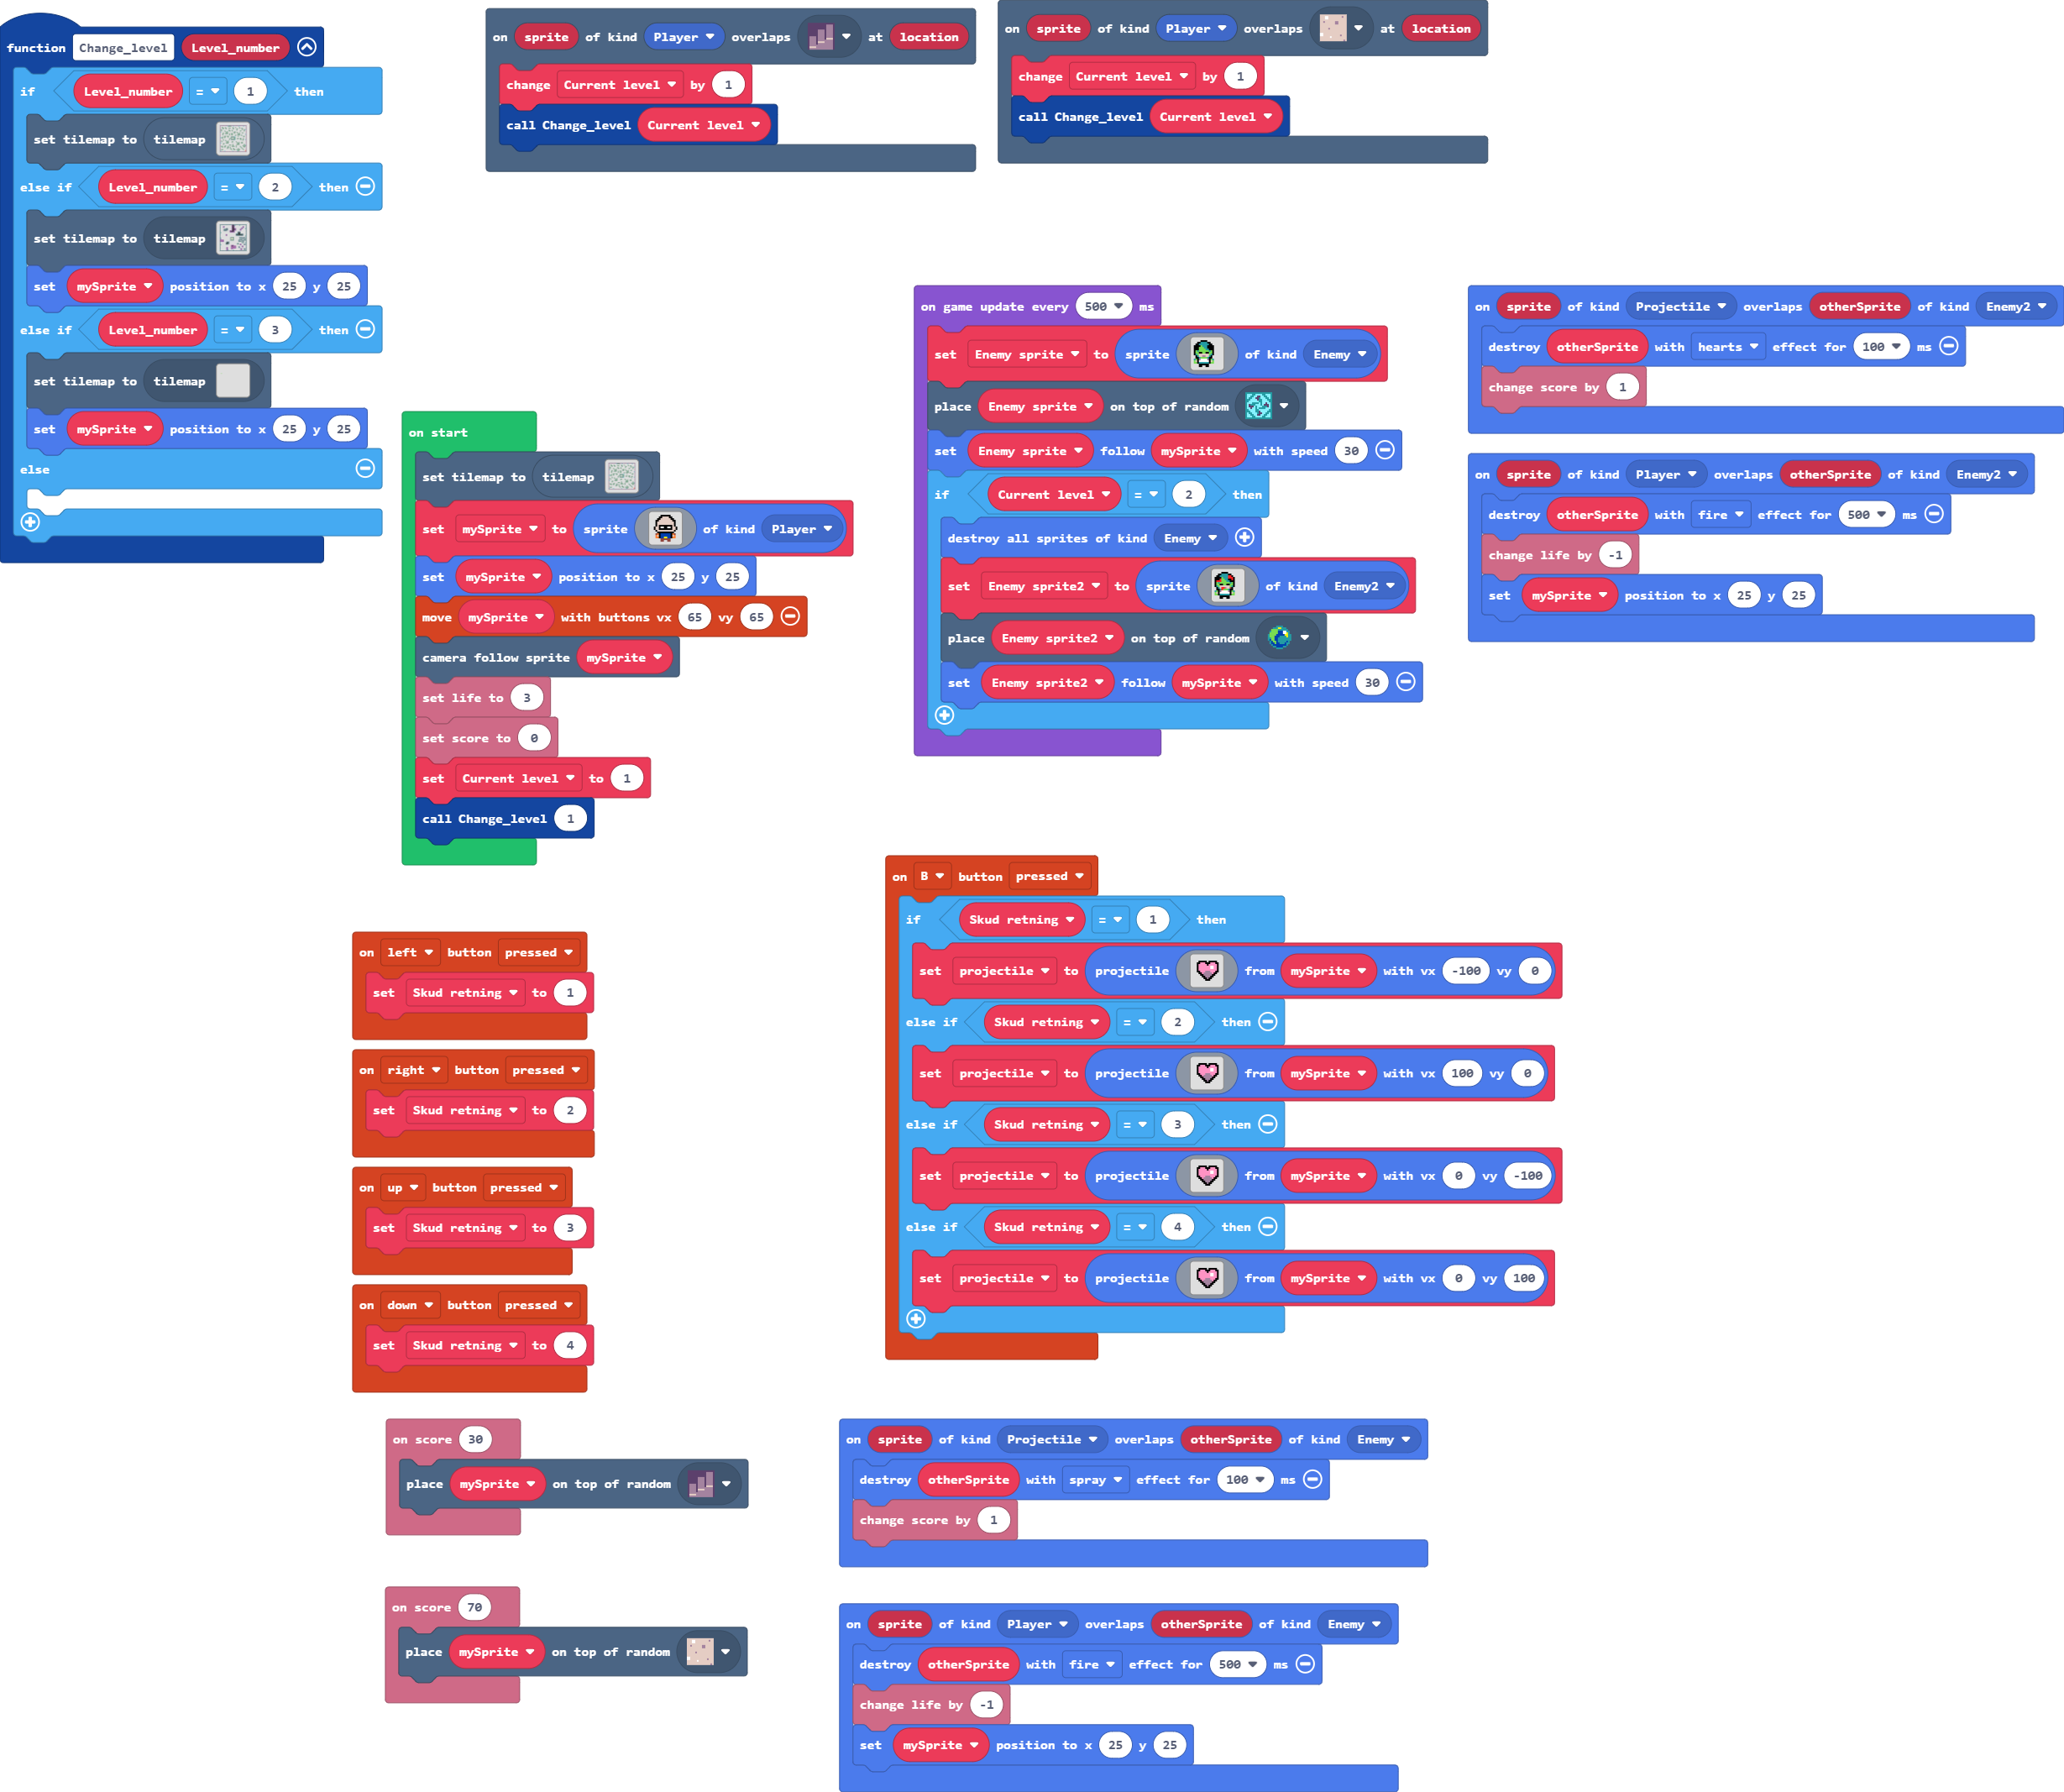 function Change_level Level_number
if Level_number = 1 then
set tilemap to tilemap
else if Level_number = 2 then
set tilemap to tilemap
set mySprite position to x 25 y 25
else if Level_number = 3 then
set tilemap to tilemap
set mySprite position to x 25 y 25
else
on sprite of kind Player overlaps at location
change Current level by 1
call Change_level Current level
on sprite of kind Player overlaps at location
change Current level by 1
call Change_level Current level
on start
set tilemap to tilemap
set mySprite to sprite of kind Player
set mySprite position to x 25 y 25
move mySprite with buttons vx 65 vy 65
camera follow sprite mySprite
set life to 3
set score to 0
set Current level to 1
call Change_level 1
on game update every 500 ms
set Enemy sprite to sprite of kind Enemy
place Enemy sprite on top of random
set Enemy sprite follow mySprite with speed 30
if Current level = 2 then
destroy all sprites of kind Enemy
set Enemy sprite2 to sprite of kind Enemy2
place Enemy sprite2 on top of random
set Enemy sprite2 follow mySprite with speed 30
on sprite of kind Projectile overlaps otherSprite of kind Enemy2
destroy otherSprite with hearts effect for 100 ms
change score by 1
on sprite of kind Player overlaps otherSprite of kind Enemy2
destroy otherSprite with fire effect for 500 ms
change life by -1
set mySprite position to x 25 y 25
on left button pressed
set Skud retning to 1
on right button pressed
set Skud retning to 2
on up button pressed
set Skud retning to 3
on down button pressed
set Skud retning to 4
on B button pressed
if Skud retning = 1 then
set projectile to projectile from mySprite with vx -100 vy 0
else if Skud retning = 2 then
set projectile to projectile from mySprite with vx 100 vy 0
else if Skud retning = 3 then
set projectile to projectile from mySprite with vx 0 vy -100
else if Skud retning = 4 then
set projectile to projectile from mySprite with vx 0 vy 100
on score 30
place mySprite on top of random
on score 70
place mySprite on top of random
on sprite of kind Projectile overlaps otherSprite of kind Enemy
destroy otherSprite with spray effect for 100 ms
change score by 1
on sprite of kind Player overlaps otherSprite of kind Enemy
destroy otherSprite with fire effect for 500 ms
change life by -1
set mySprite position to x 25 y 25